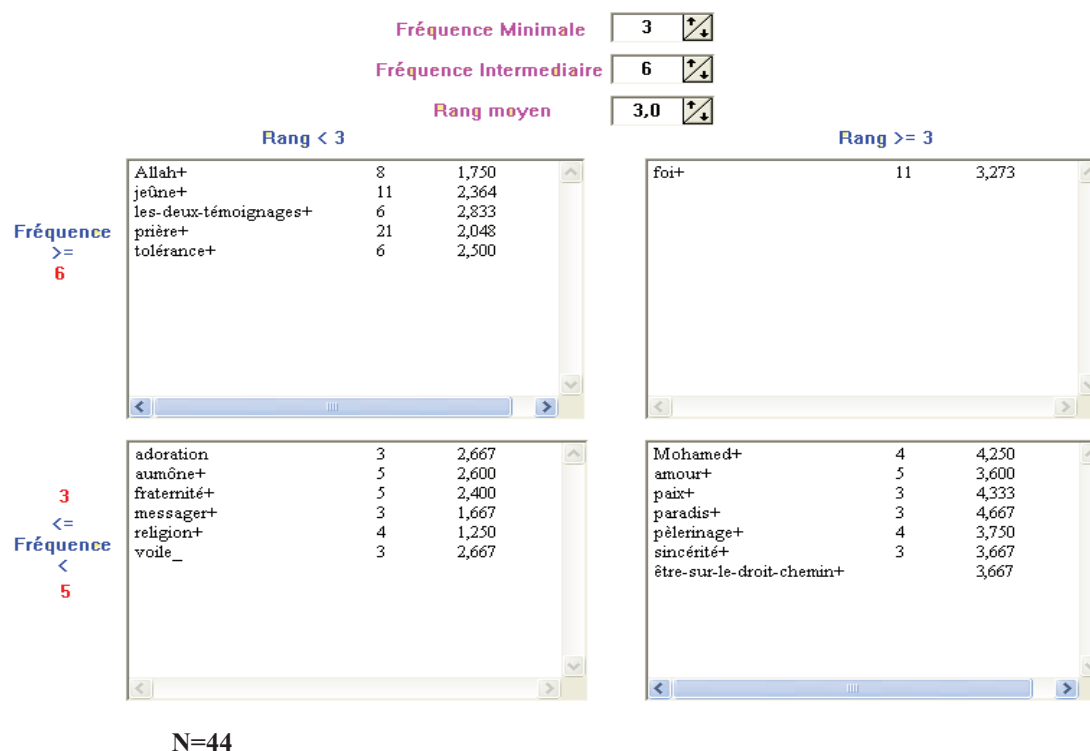 Fréquence Minimale 3
Fréquence Intermediaire 6
Rang moyen 3,0
Rang < 3
Rang >= 3
Fréquence
>=
6
Allah+ 8 1,750
jeûne+ 11 2,364
les-deux-témoignages+ 6 2,833
prière+ 21 2,048
tolérance+ 6 2,500
foi+ 11 3,273
3
<=
Fréquence
<
5
adoration 3 2,667
aumône+ 5 2,600
fraternité+ 5 2,400
messager+ 3 1,667
religion+ 4 1,250
voile_ 3 2,667
Mohamed+ 4 4,250
amour+ 5 3,600
paix+ 3 4,333
paradis+ 3 4,667
pèlerinage+ 4 3,750
sincérité+ 3 3,667
être-sur-le-droit-chemin+ 3,667
N=44